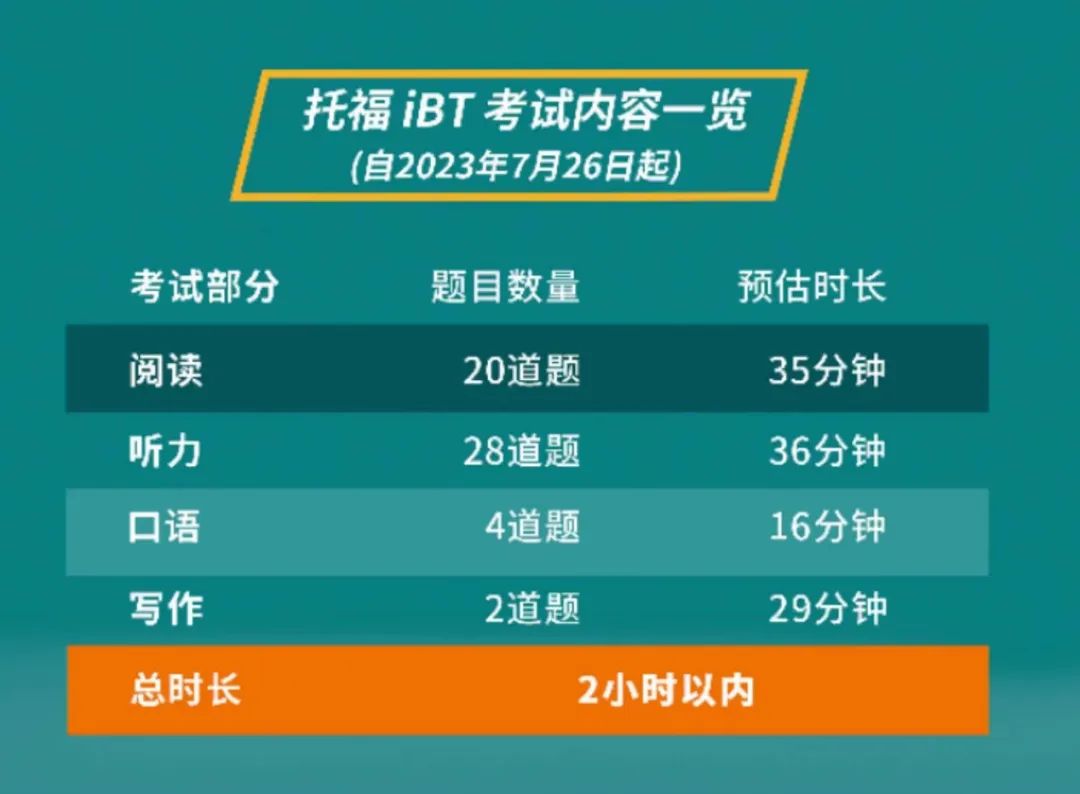 托福 iBT 考试内容一览
(自2023年7月26日起)
考试部分 题目数量 预估时长
阅读 20道题 35分钟
听力 28道题 36分钟
口语 4道题 16分钟
写作 2道题 29分钟
总时长 2小时以内